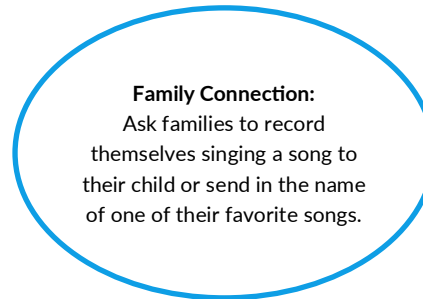 Family Connection:
Ask families to record
themselves singing a song to
their child or send in the name
of one of their favorite songs.